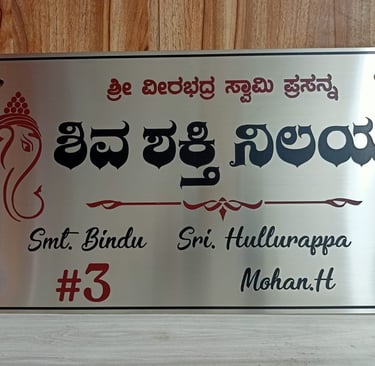 ಶ್ರೀ ವೀರಭದ್ರ ಸ್ವಾಮಿ ಪ್ರಸನ್ನ
ಶಿವ ಶಕ್ತಿ ನಿಲಯ
Smt. Bindu Sri. Hullurappa
#3 Mohan.H